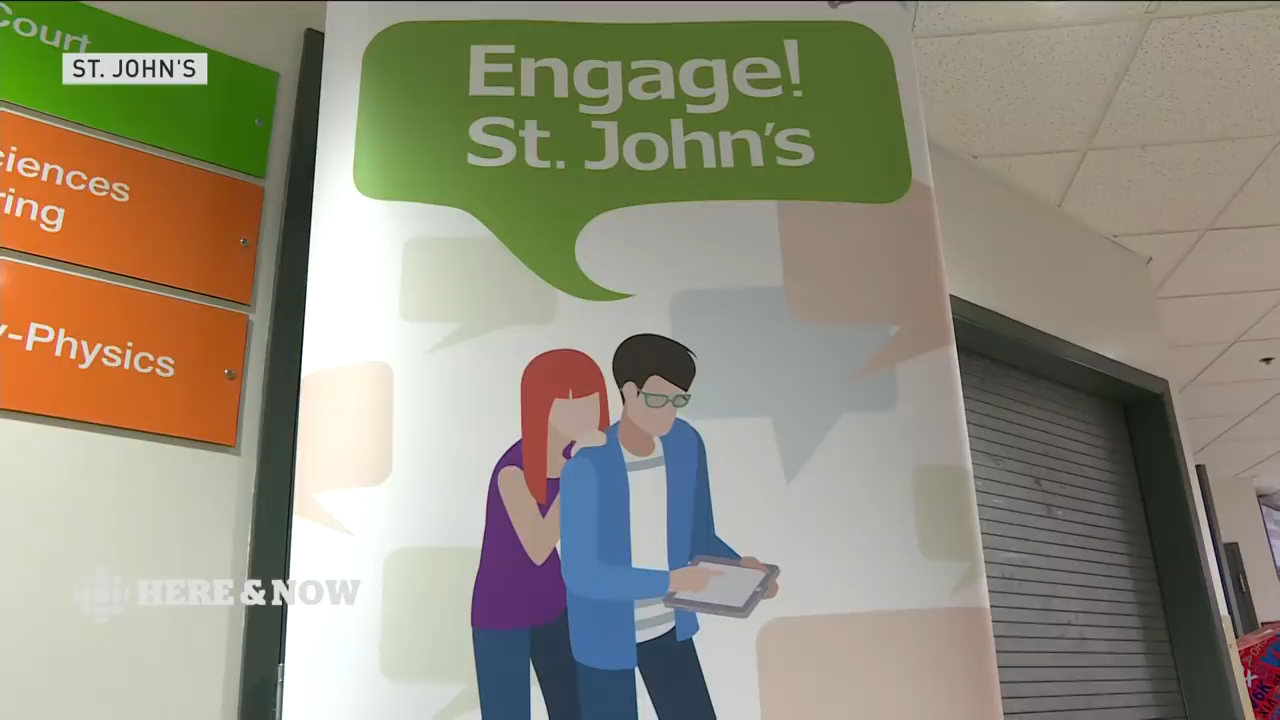 Court
ST. JOHN'S
Engage!
St. John's
iences
ring
-Physics
HERE & NOW